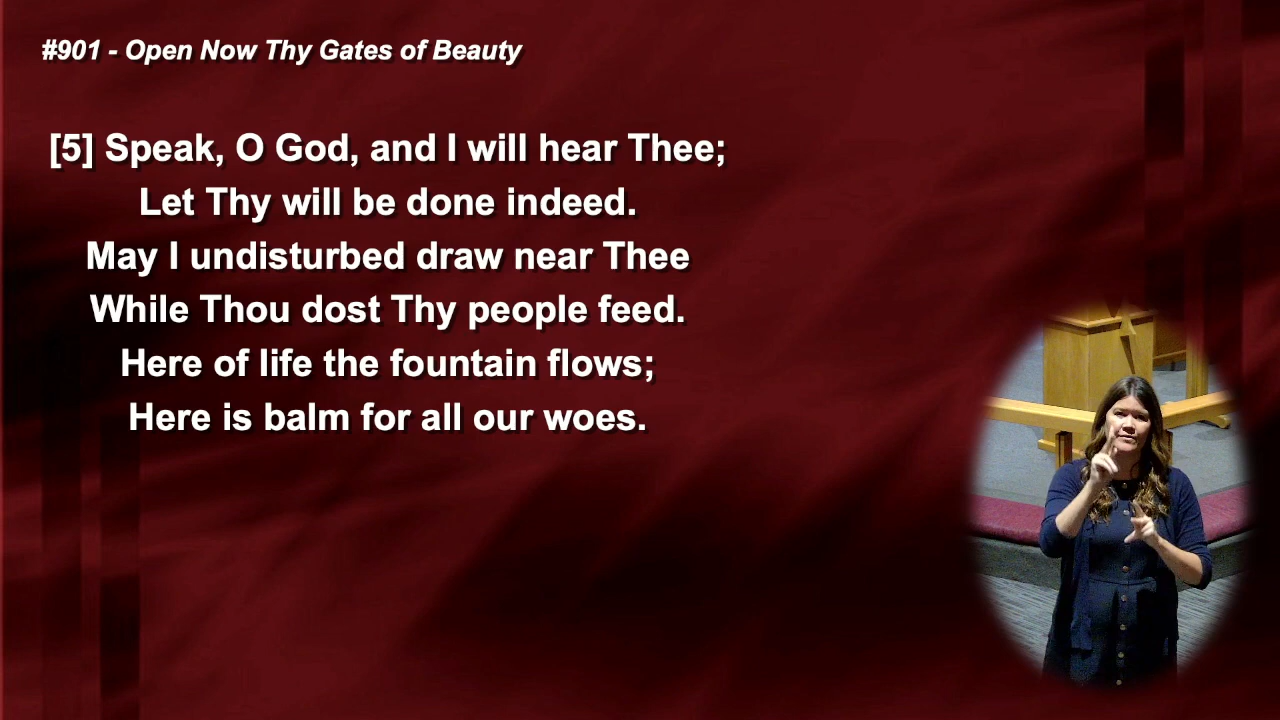 #901 - Open Now Thy Gates of Beauty
[5] Speak, O God, and I will hear Thee;
Let Thy will be done indeed.
May I undisturbed draw near Thee
While Thou dost Thy people feed.
Here of life the fountain flows;
Here is balm for all our woes.